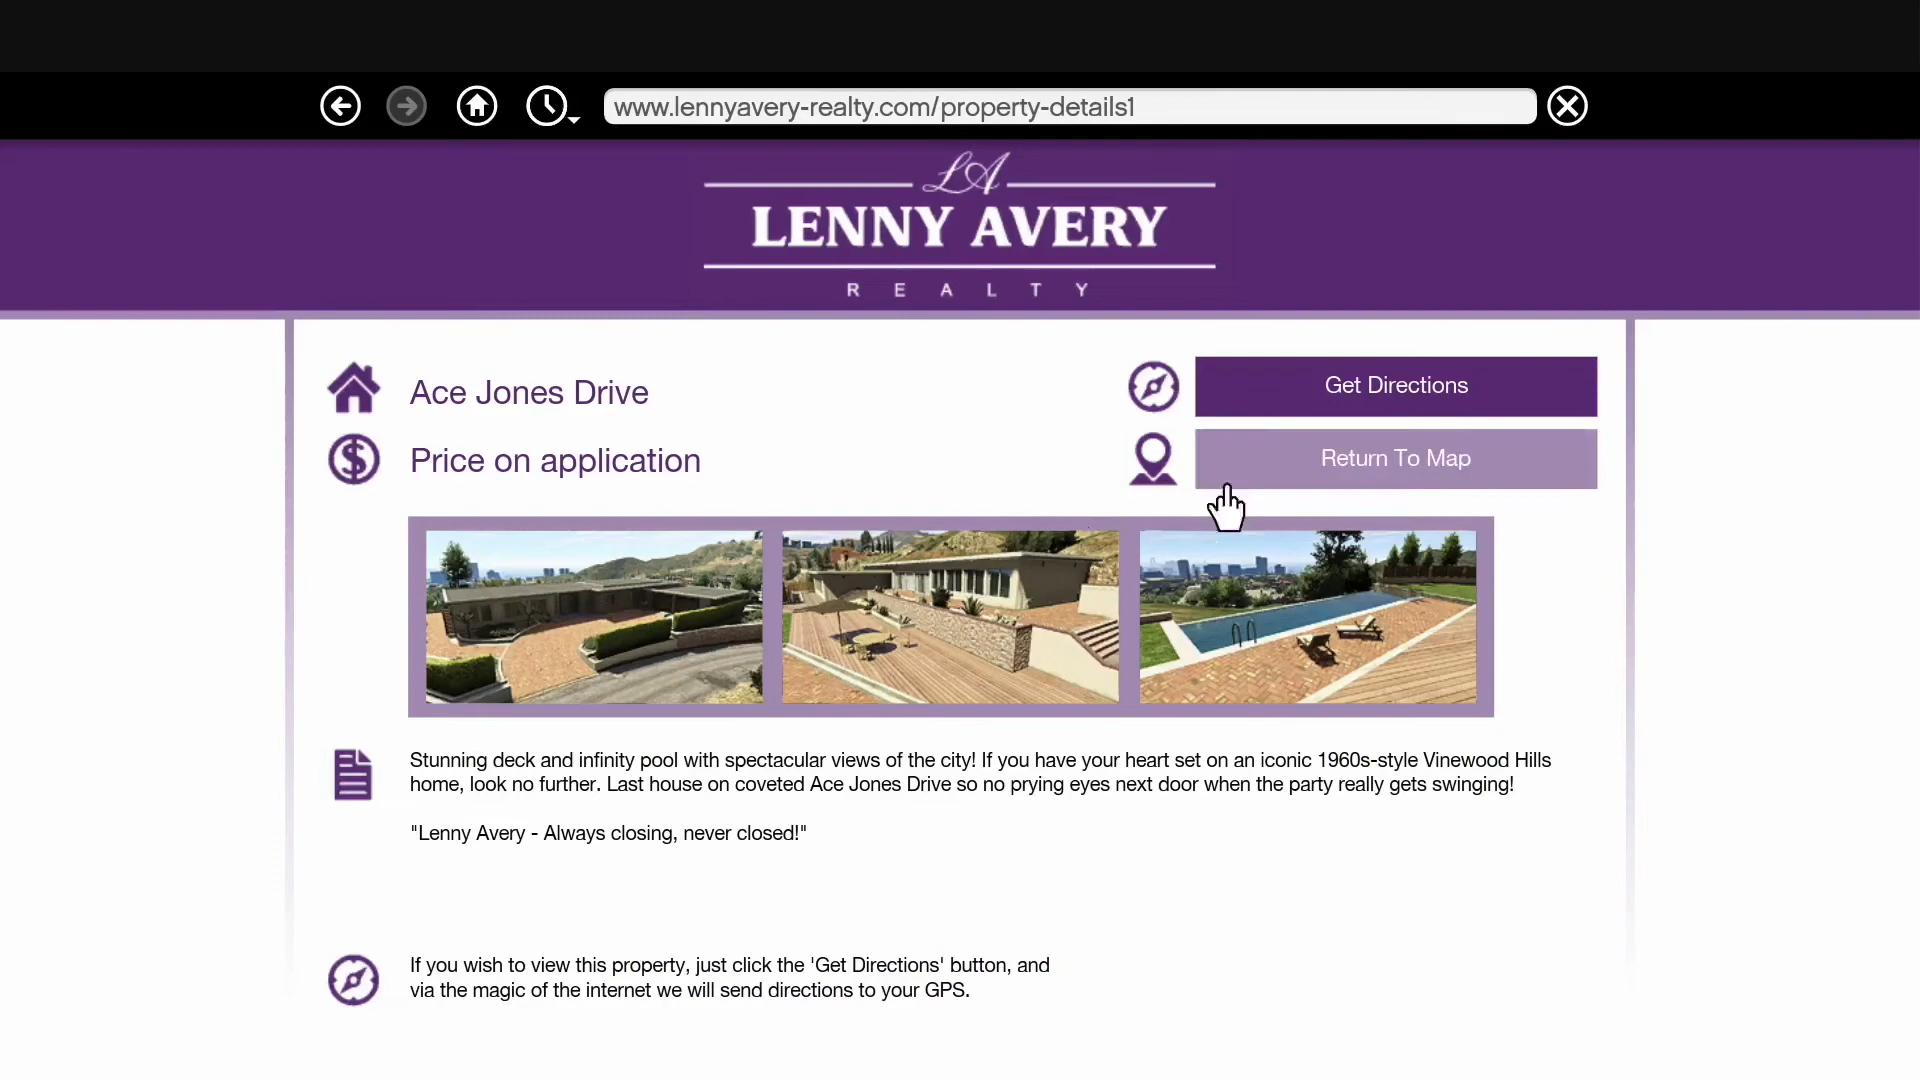 www.lennyavery-realty.com/property-details1
LA
LENNY AVERY
REALTY
Ace Jones Drive
Get Directions
Price on application
Return To Map
Stunning deck and infinity pool with spectacular views of the city! If you have your heart set on an iconic 1960s-style Vinewood Hills
home, look no further. Last house on coveted Ace Jones Drive so no prying eyes next door when the party really gets swinging!
"Lenny Avery - Always closing, never closed!"
If you wish to view this property, just click the 'Get Directions' button, and
via the magic of the internet we will send directions to your GPS.